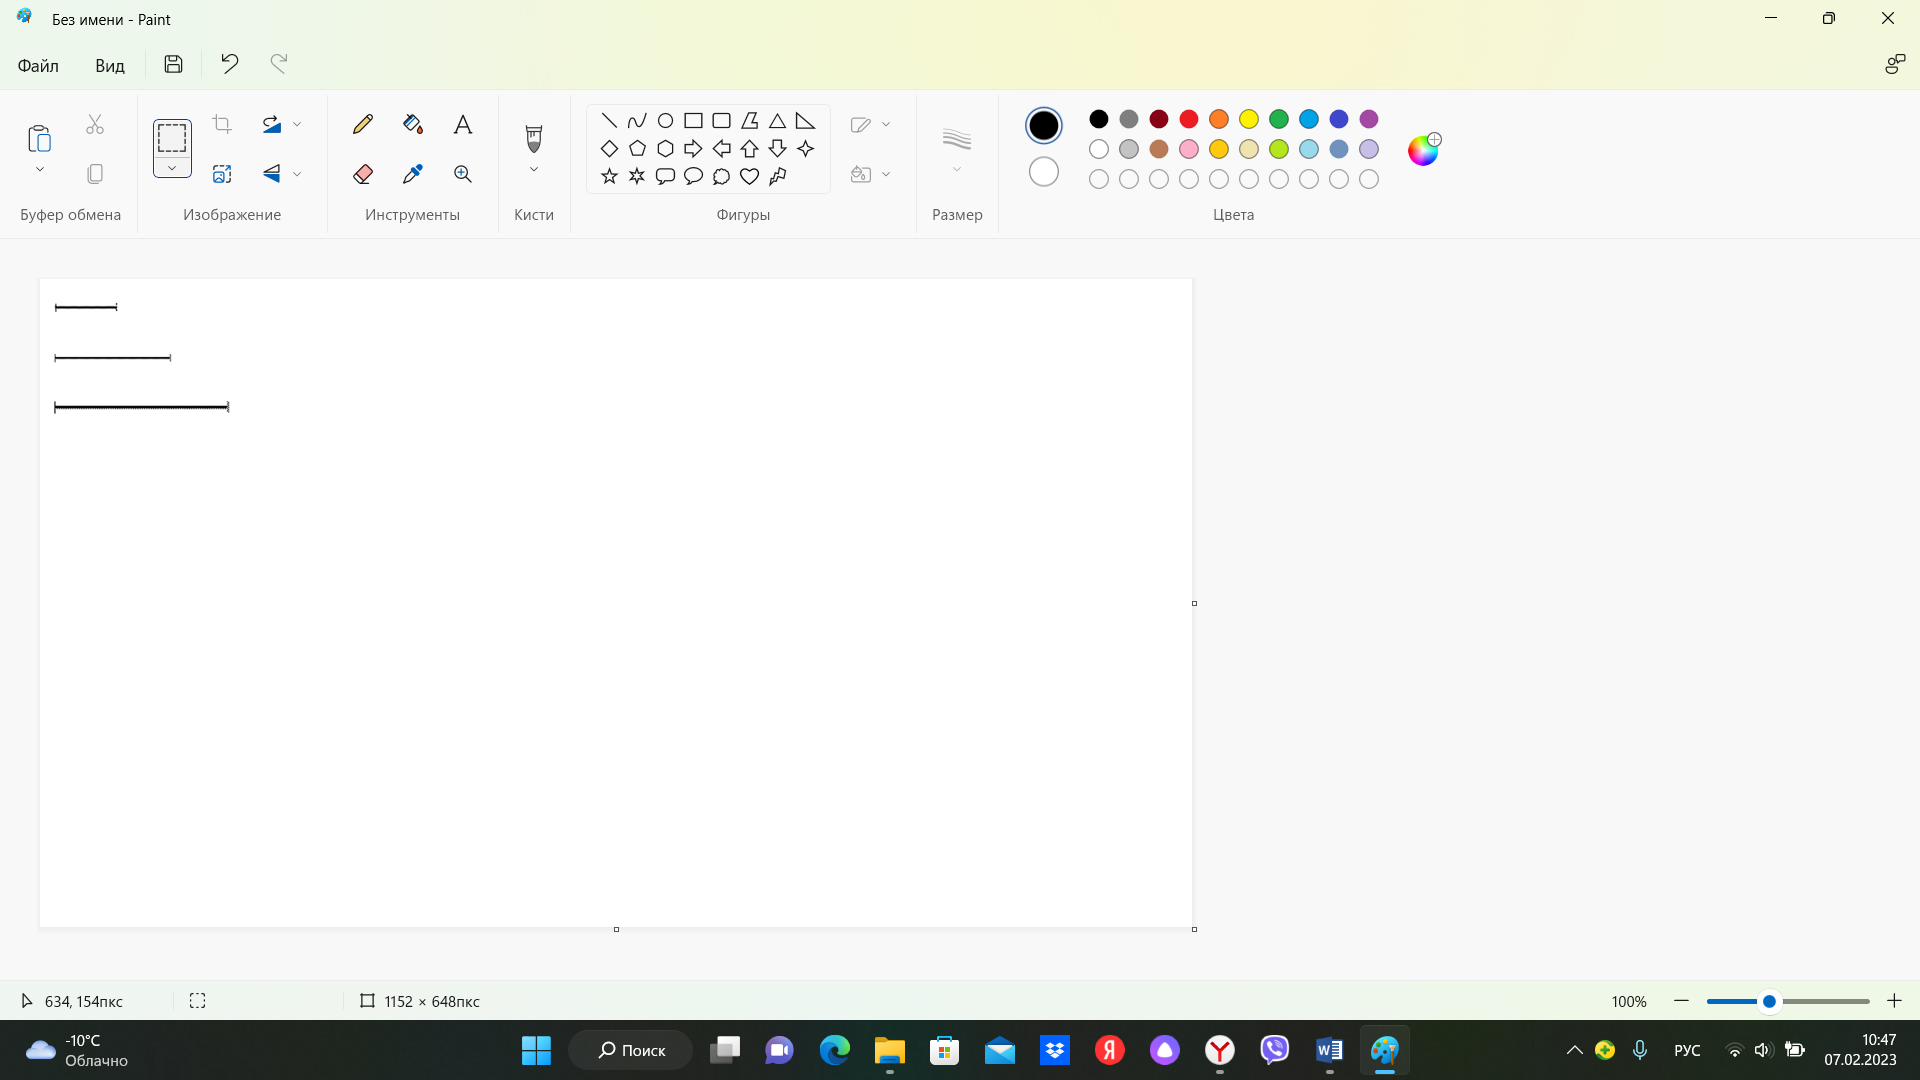 Без имени - Paint
Файл Вид
Буфер обмена Изображение Инструменты Кисти Фигуры Размер Цвета
634, 154пкс 1152 × 648пкс 100%
-10°C
Облачно
Поиск
РУС
10:47
07.02.2023